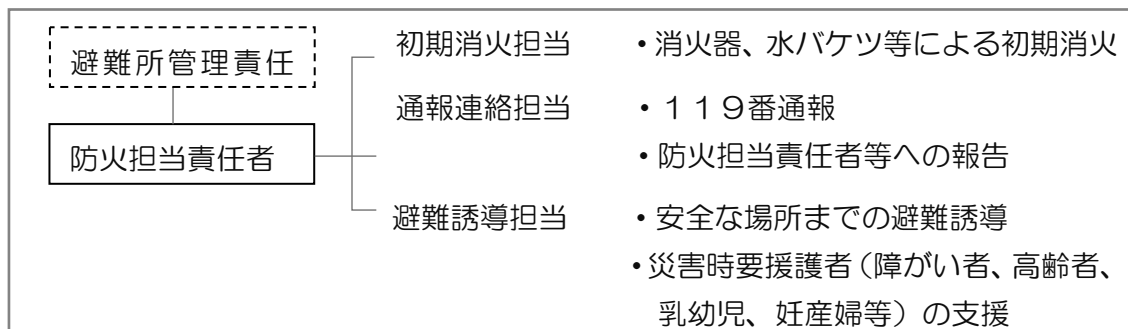 避難所管理責任
防火担当責任者
初期消火担当 ・消火器、水バケツ等による初期消火
通報連絡担当 ・１１９番通報
・防火担当責任者等への報告
避難誘導担当 ・安全な場所までの避難誘導
・災害時要援護者（障がい者、高齢者、
乳幼児、妊産婦等）の支援